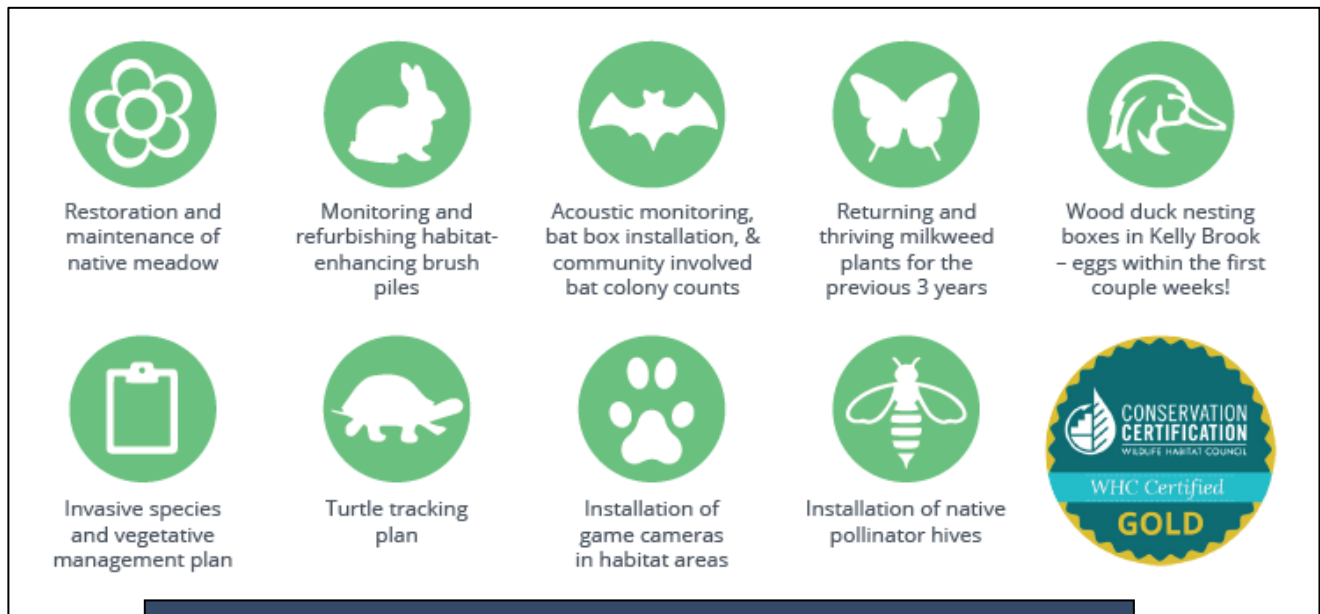 Restoration and
maintenance of
native meadow
Monitoring and
refurbishing habitat-
enhancing brush
piles
Acoustic monitoring,
bat box installation, &
community involved
bat colony counts
Returning and
thriving milkweed
plants for the
previous 3 years
Wood duck nesting
boxes in Kelly Brook
– eggs within the first
couple weeks!
Invasive species
and vegetative
management plan
Turtle tracking
plan
Installation of
game cameras
in habitat areas
Installation of native
pollinator hives
CONSERVATION
CERTIFICATION
WILDLIFE HABITAT COUNCIL
WHC Certified
GOLD